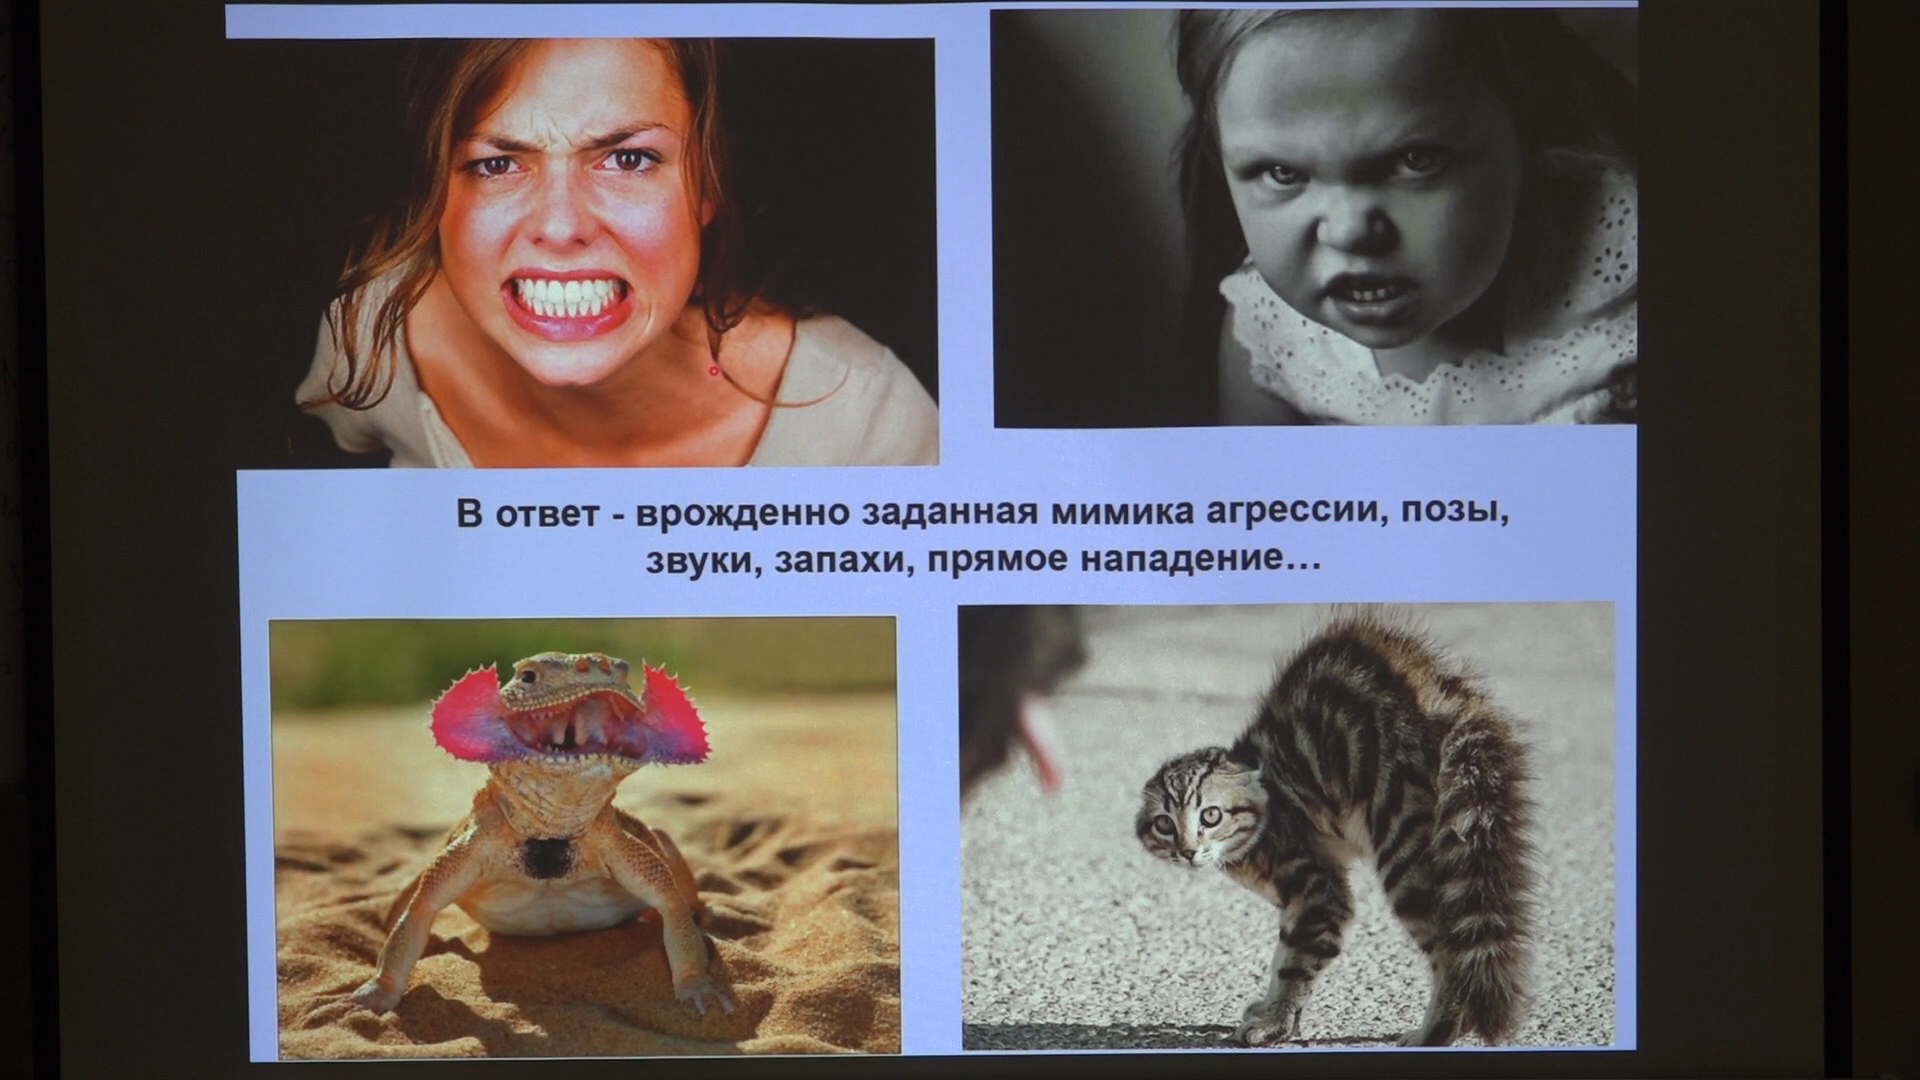 В ответ - врожденно заданная мимика агрессии, позы,
звуки, запахи, прямое нападение...